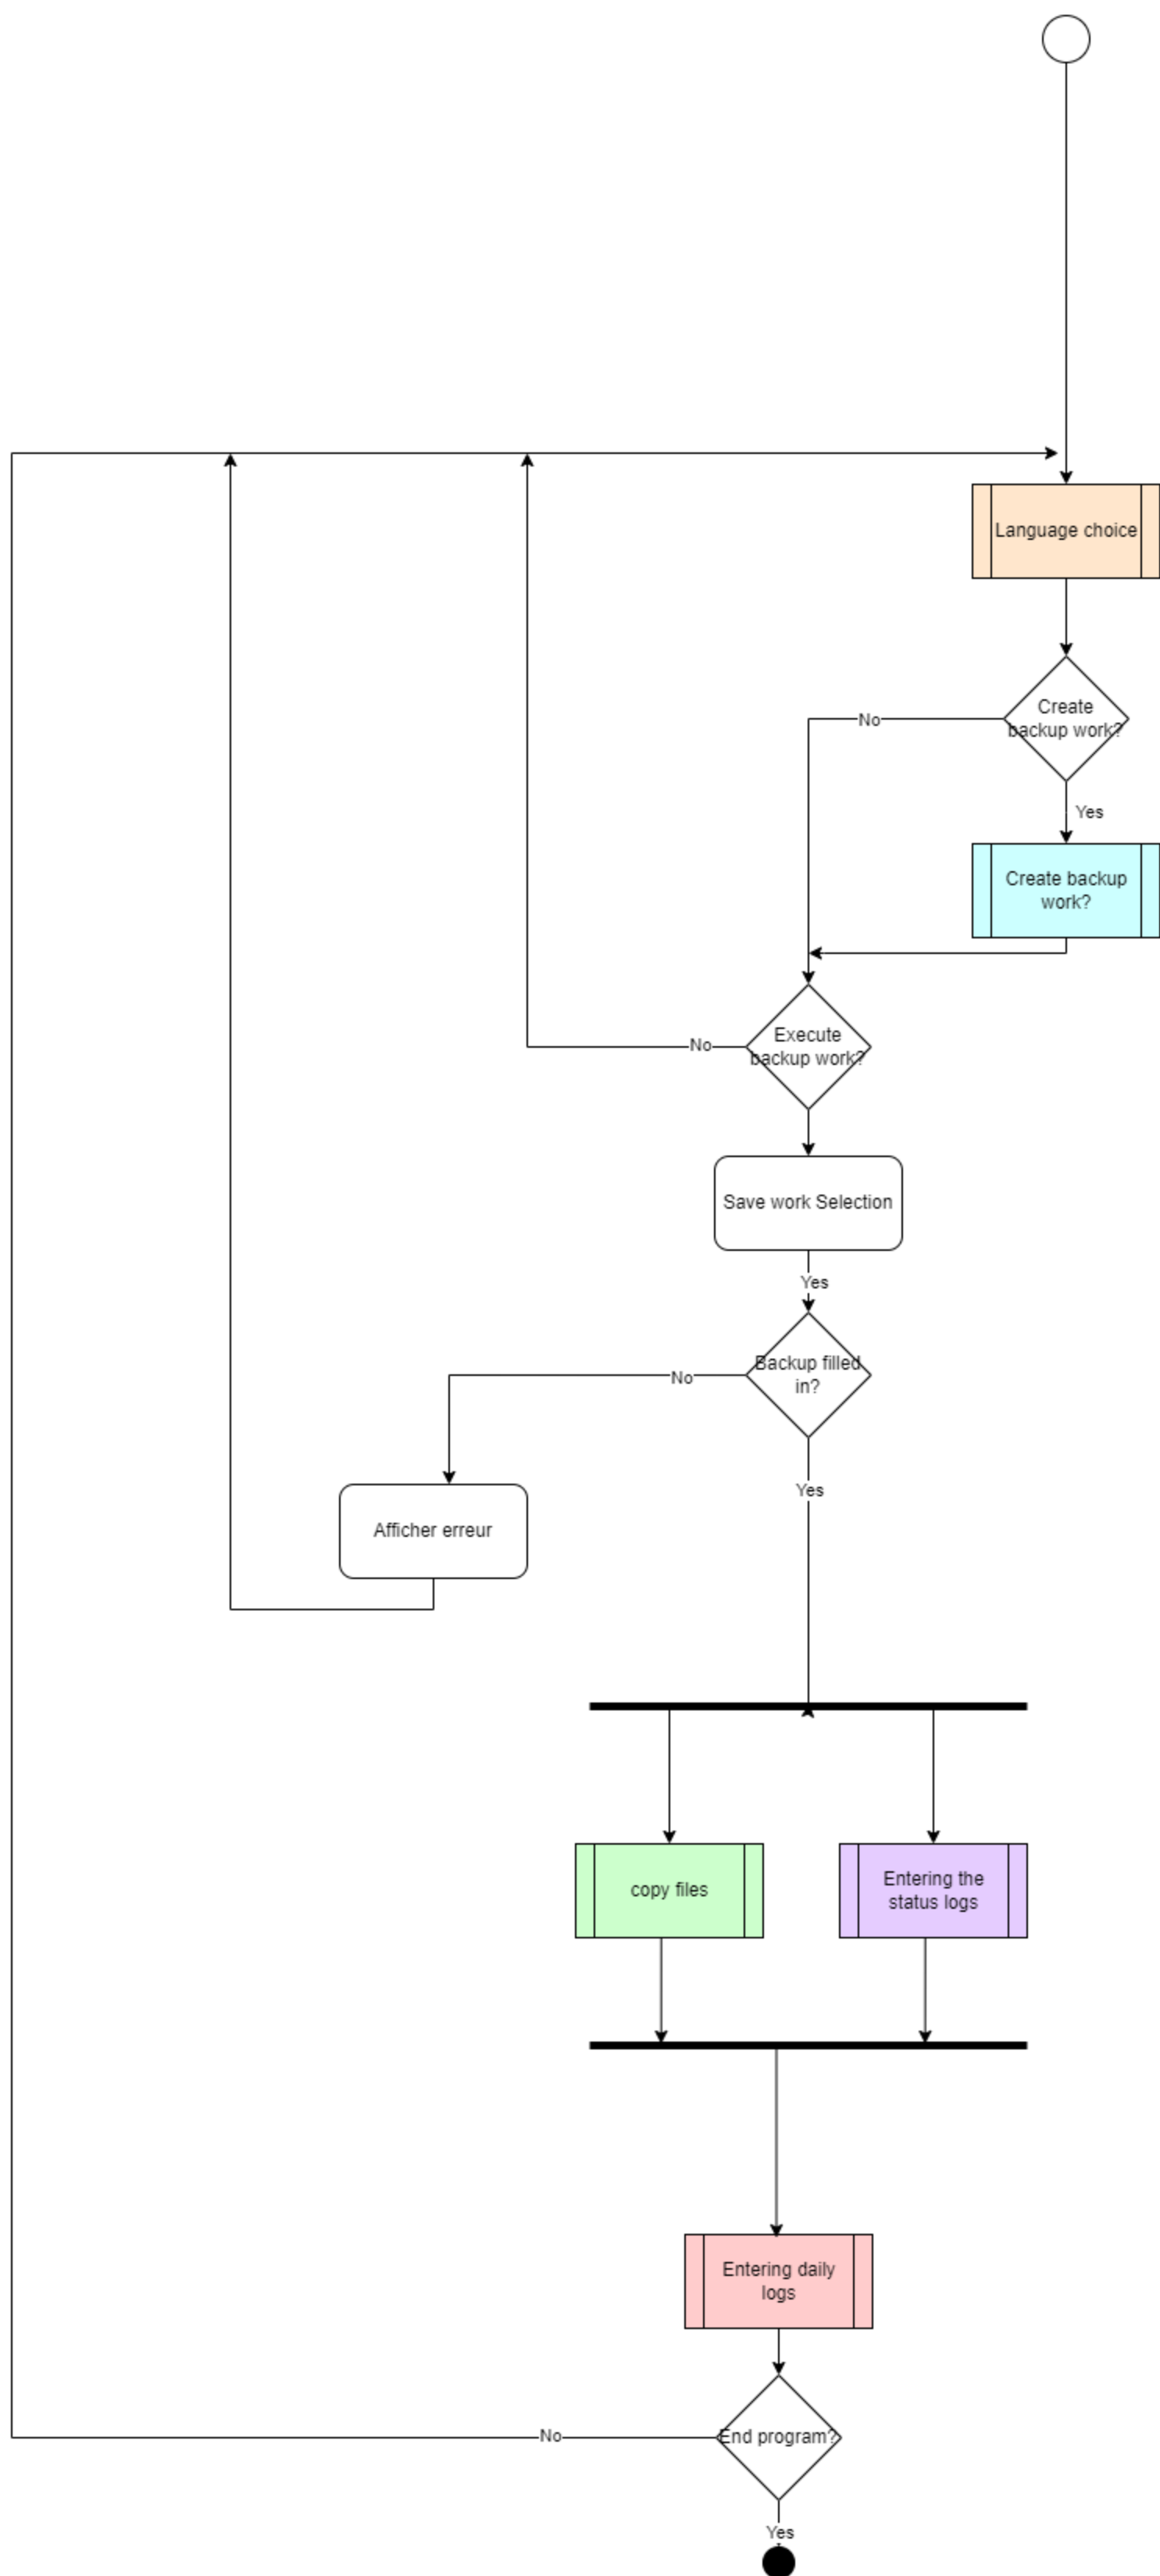 Language choice
Create
backup work?
No
Yes
Create backup
work?
Execute
backup work?
No
Save work Selection
Yes
Backup filled
in?
No
Yes
Afficher erreur
copy files
Entering the
status logs
Entering daily
logs
End program?
No
Yes